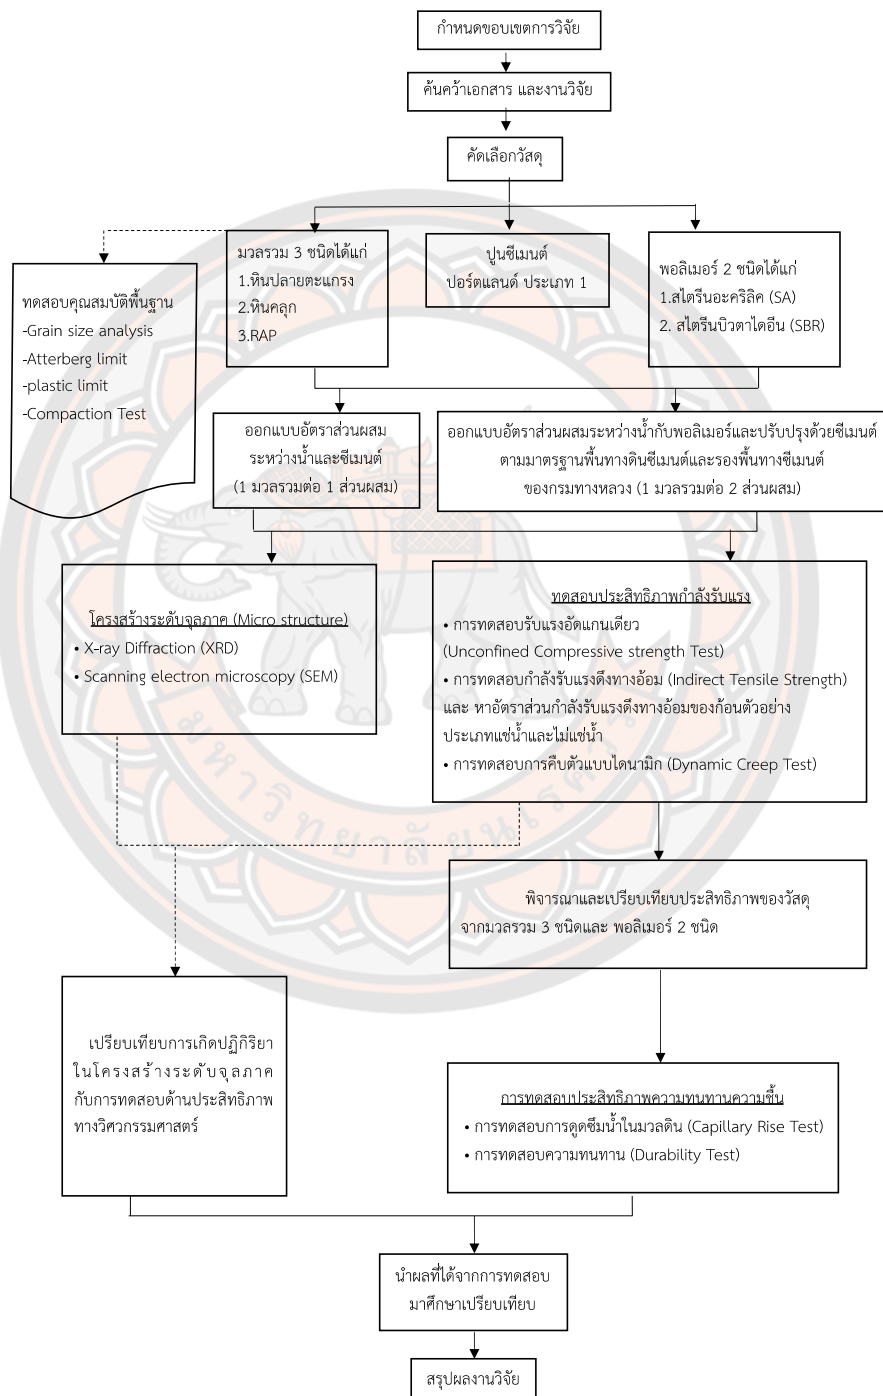 กำหนดขอบเขตการวิจัย
ค้นคว้าเอกสาร และงานวิจัย
คัดเลือกวัสดุ
ทดสอบคุณสมบัติพื้นฐาน
-Grain size analysis
-Atterberg limit
-plastic limit
-Compaction Test
มวลรวม 3 ชนิดได้แก่
1.หินปลายตะแกรง
2.หินคลุก
3.RAP
ปูนซีเมนต์
ปอร์ตแลนด์ ประเภท 1
พอลิเมอร์ 2 ชนิดได้แก่
1.สไตรีนอะคริลิค (SA)
2. สไตรีนบิวตาไดอีน (SBR)
ออกแบบอัตราส่วนผสม
ระหว่างน้ำและซีเมนต์
(1 มวลรวมต่อ 1 ส่วนผสม)
ออกแบบอัตราส่วนผสมระหว่างน้ำกับพอลิเมอร์และปรับปรุงด้วยซีเมนต์
ตามมาตรฐานพื้นทางดินซีเมนต์และรองพื้นทางซีเมนต์
ของกรมทางหลวง (1 มวลรวมต่อ 2 ส่วนผสม)
โครงสร้างระดับจุลภาค (Micro structure)
• X-ray Diffraction (XRD)
• Scanning electron microscopy (SEM)
ทดสอบประสิทธิภาพกำลังรับแรง
• การทดสอบรับแรงอัดแกนเดียว
(Unconfined Compressive strength Test)
• การทดสอบกำลังรับแรงดึงทางอ้อม (Indirect Tensile Strength)
และ หาอัตราส่วนกำลังรับแรงดึงทางอ้อมของก้อนตัวอย่าง
ประเภทแช่น้ำและไม่แช่น้ำ
• การทดสอบการคืบตัวแบบไดนามิก (Dynamic Creep Test)
มหาวิทยาลัยนเรศวร
พิจารณาและเปรียบเทียบประสิทธิภาพของวัสดุ
จากมวลรวม 3 ชนิดและ พอลิเมอร์ 2 ชนิด
เปรียบเทียบการเกิดปฏิกิริยา
ในโครงสร้างระดับจุลภาค
กับการทดสอบด้านประสิทธิภาพ
ทางวิศวกรรมศาสตร์
การทดสอบประสิทธิภาพความทนทานความชื้น
• การทดสอบการดูดซึมน้ำในมวลดิน (Capillary Rise Test)
• การทดสอบความทนทาน (Durability Test)
นำผลที่ได้จากการทดสอบ
มาศึกษาเปรียบเทียบ
สรุปผลงานวิจัย